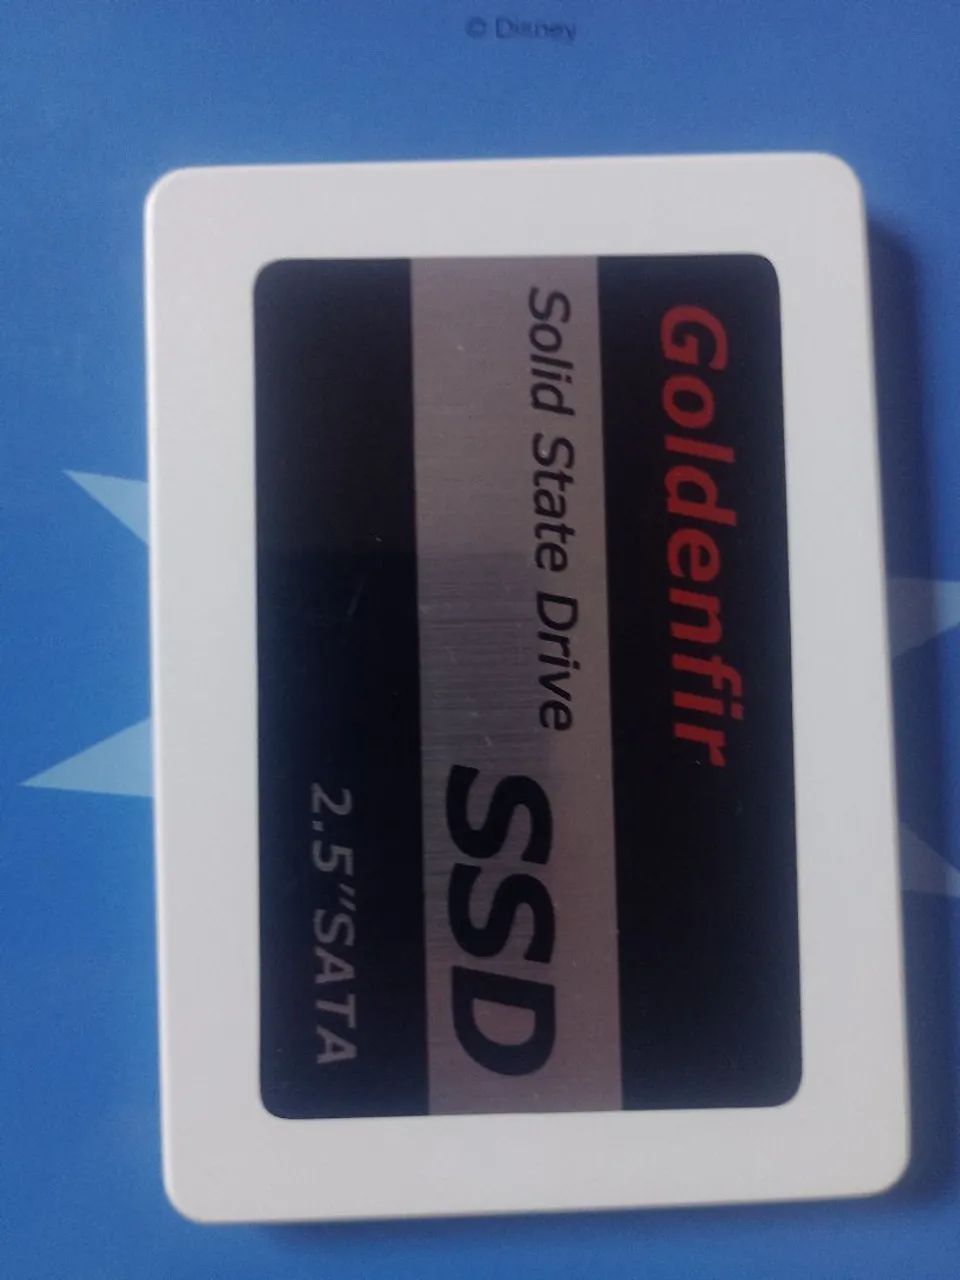 © Disney
Goldenfir
Solid State Drive
SSD
2.5"SATA